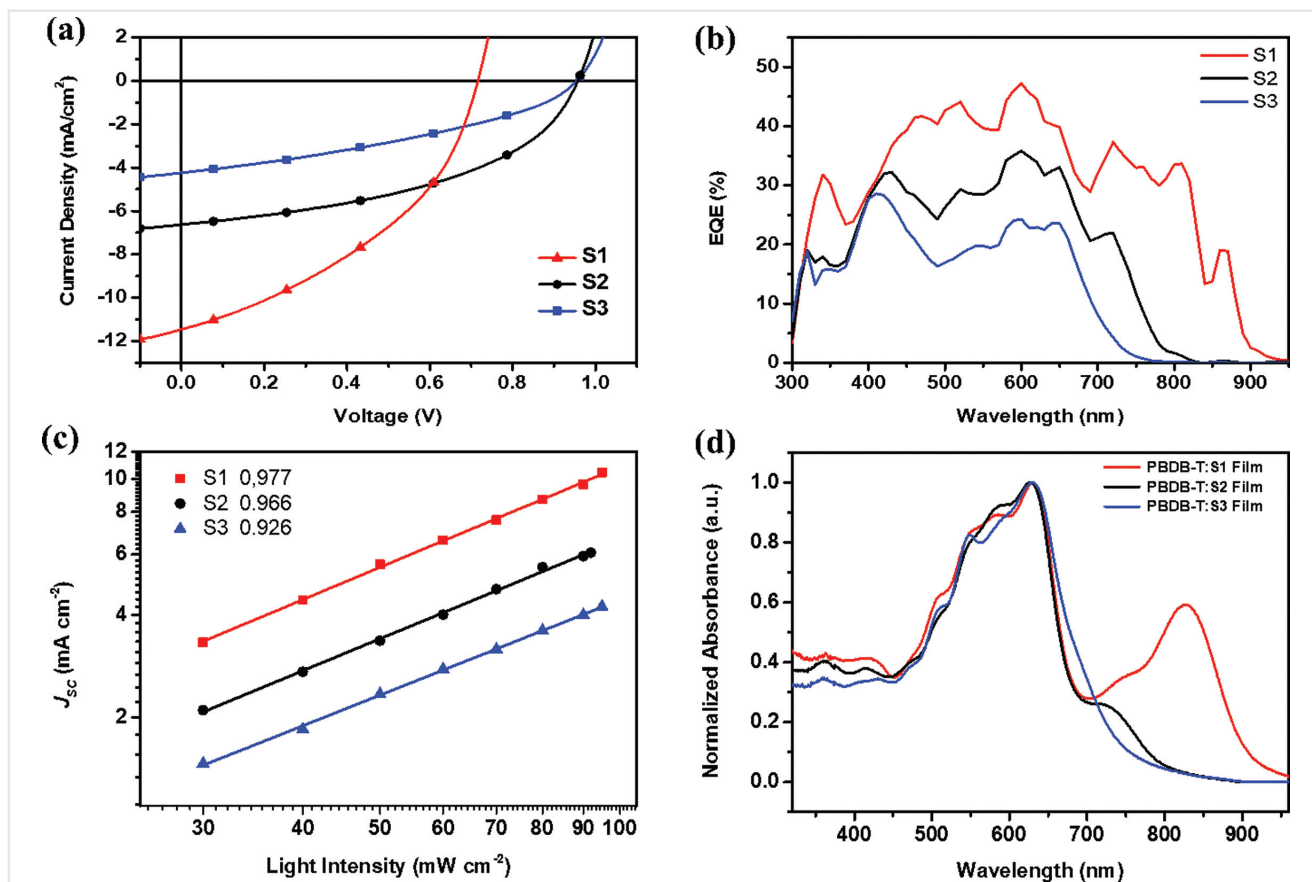 (a)
2
0
-2
-4
-6
-8
-10
-12
Current Density (mA/cm²)
S1
S2
S3
0.0 0.2 0.4 0.6 0.8 1.0
Voltage (V)
(b)
50
40
30
20
10
0
EQE (%)
S1
S2
S3
300 400 500 600 700 800 900
Wavelength (nm)
(c)
12
10
8
6
4
2
Jsc (mA cm-2)
S1 0,977
S2 0.966
S3 0.926
30 40 50 60 70 80 90 100
Light Intensity (mW cm-2)
(d)
1.0
0.8
0.6
0.4
0.2
0.0
Normalized Absorbance (a.u.)
PBDB-T:S1 Film
PBDB-T:S2 Film
PBDB-T:S3 Film
400 500 600 700 800 900
Wavelength (nm)